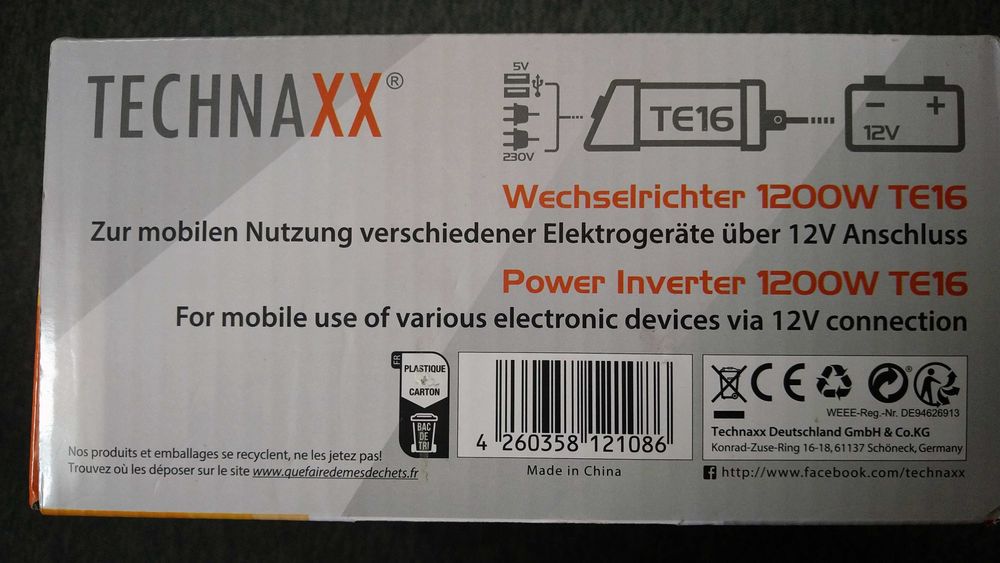 TECHNAXX®
5V
230V
TE16
12V
Wechselrichter 1200W TE16
Zur mobilen Nutzung verschiedener Elektrogeräte über 12V Anschluss
Power Inverter 1200W TE16
For mobile use of various electronic devices via 12V connection
FR
PLASTIQUE
+
CARTON
BAC
DE
TRI
Nos produits et emballages se recyclent, ne les jetez pas!
Trouvez où les déposer sur le site www.quefairedemesdechets.fr
4 260358 121086
Made in China
CE
WEEE-Reg.-Nr. DE94626913
Technaxx Deutschland GmbH & Co.KG
Konrad-Zuse-Ring 16-18, 61137 Schöneck, Germany
http://www.facebook.com/technaxx